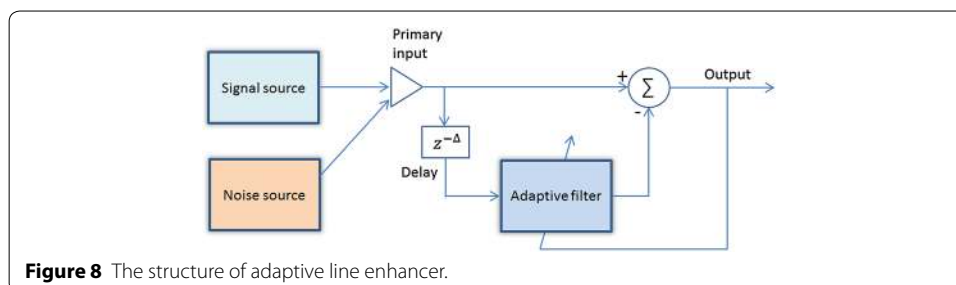 Primary
input
Signal source
+
Σ
Output
-
z^{-Δ}
Delay
Noise source
Adaptive filter
Figure 8 The structure of adaptive line enhancer.